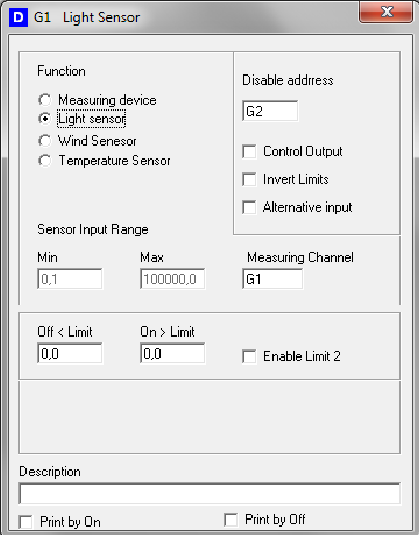 D G1 Light Sensor
Function
Measuring device
Light sensor
Wind Senesor
Temperature Sensor
Disable addrress
G2
Control Output
Invert Limits
Alternative input
Sensor Input Range
Min Max Measuring Channel
0,1 100000,0 G1
Off < Limit On > Limit
0,0 0,0 Enable Limit 2
Description
Print by On Print by Off